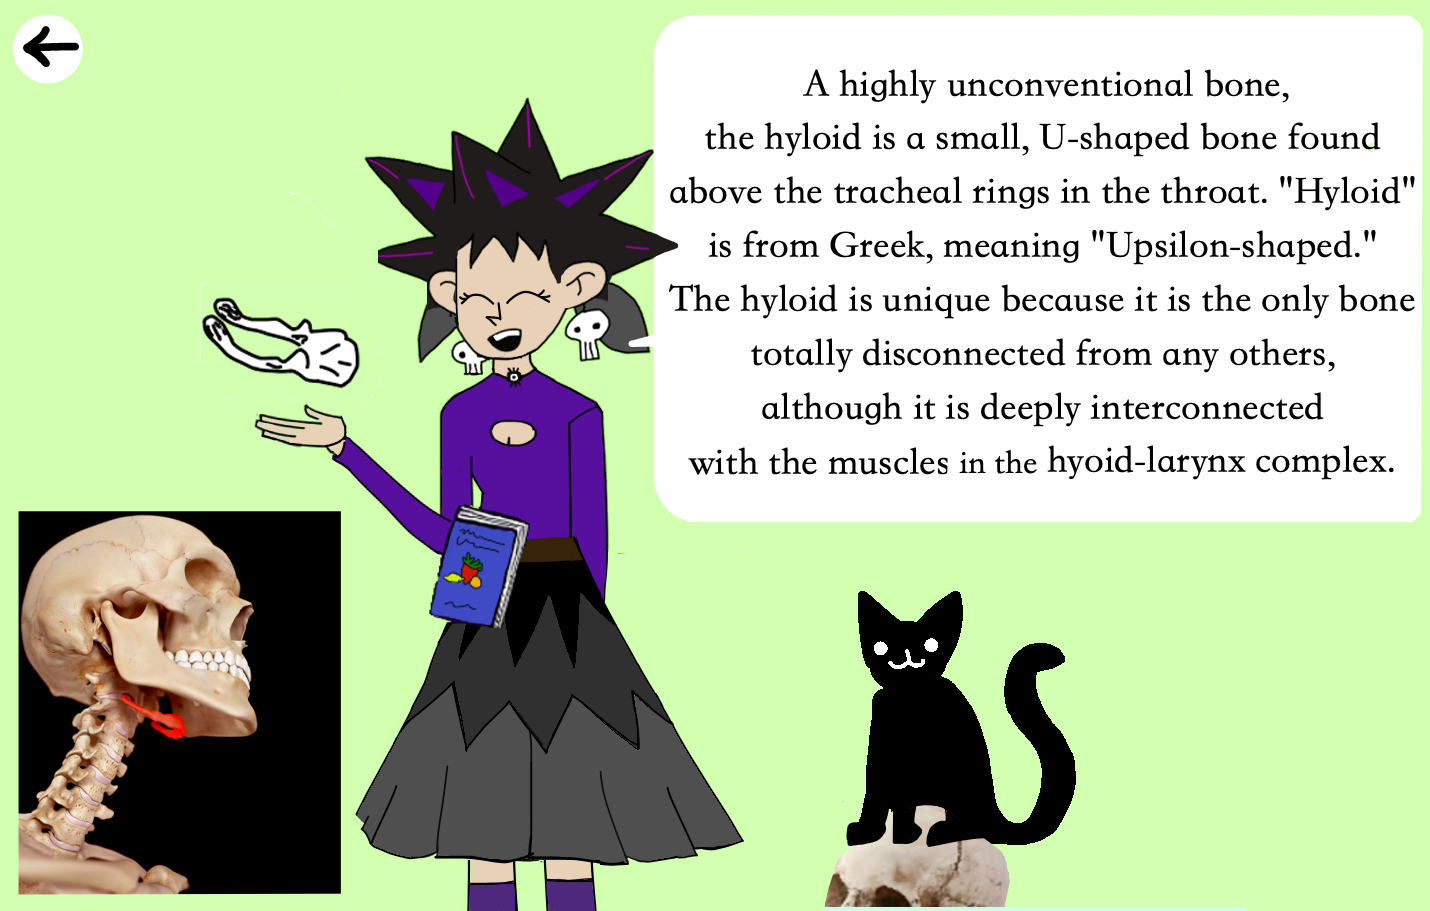 A highly unconventional bone,
the hyloid is a small, U-shaped bone found
above the tracheal rings in the throat. "Hyloid"
is from Greek, meaning "Upsilon-shaped."
The hyloid is unique because it is the only bone
totally disconnected from any others,
although it is deeply interconnected
with the muscles in the hyoid-larynx complex.